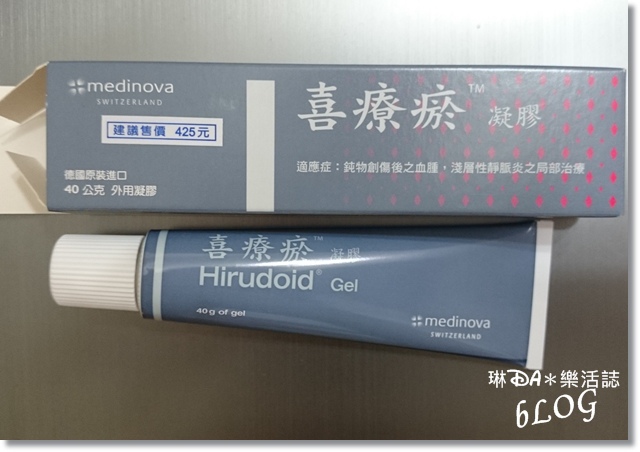 medinova
SWITZERLAND
建議售價 425元
德國原裝進口
40 公克 外用凝膠
喜療瘀™ 凝膠
適應症：鈍物創傷後之血腫，淺層性靜脈炎之局部治療
喜療瘀™ 凝膠
Hirudoid® Gel
40 g of gel
medinova
SWITZERLAND
琳DA＊樂活誌
bLOG